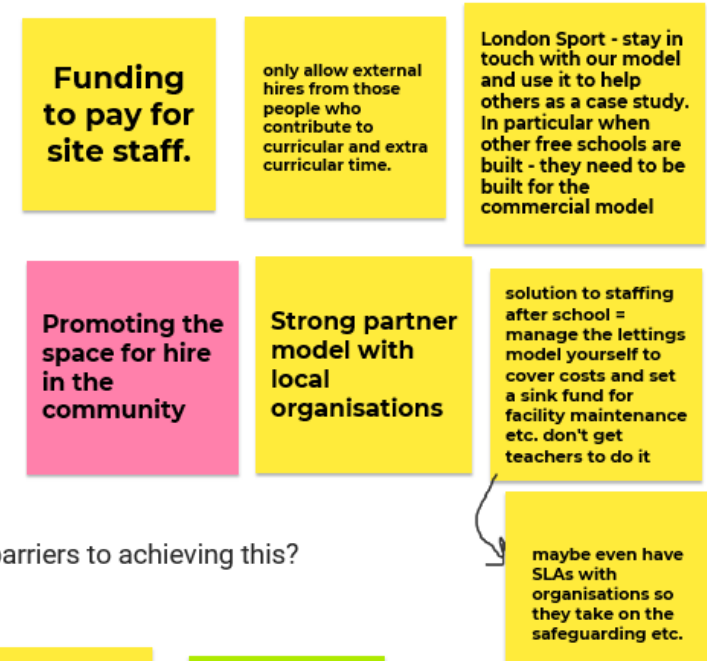 Funding
to pay for
site staff.
only allow external
hires from those
people who
contribute to
curricular and extra
curricular time.
London Sport - stay in
touch with our model
and use it to help
others as a case study.
In particular when
other free schools are
built - they need to be
built for the
commercial model
Promoting the
space for hire
in the
community
Strong partner
model with
local
organisations
solution to staffing
after school =
manage the lettings
model yourself to
cover costs and set
a sink fund for
facility maintenance
etc. don't get
teachers to do it
maybe even have
SLAs with
organisations so
they take on the
safeguarding etc.
barriers to achieving this?